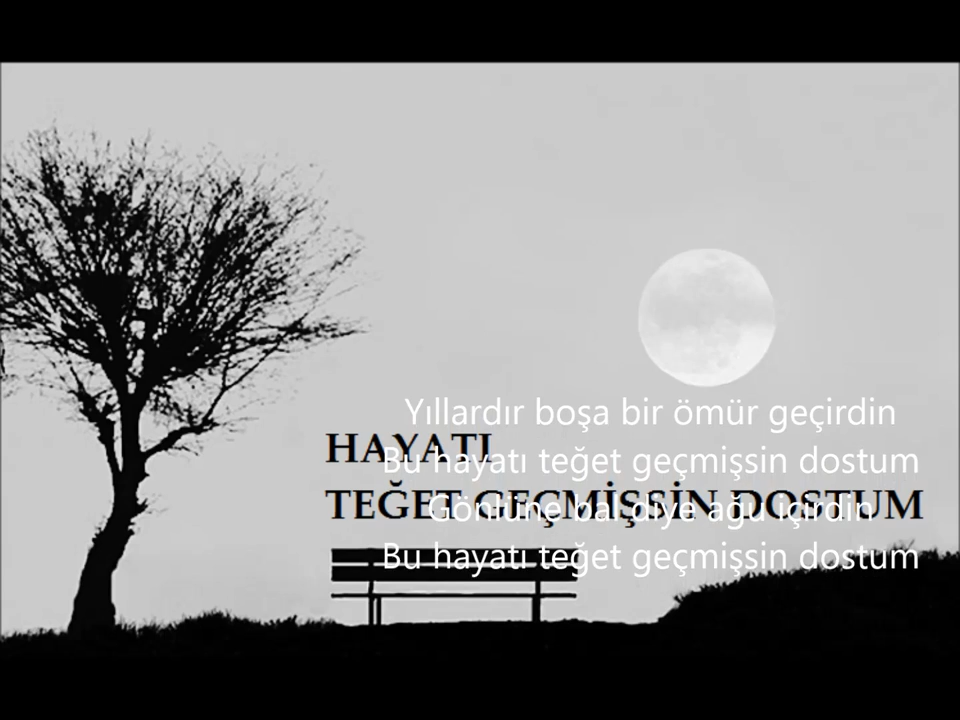 Yıllardır boşa bir ömür geçirdin
HAYATI
Bu hayatı teğet geçmişsin dostum
TEĞET GEÇMİŞSİN DOSTUM
Gönlüne bal diye ağu içirdin
Bu hayatı teğet geçmişsin dostum